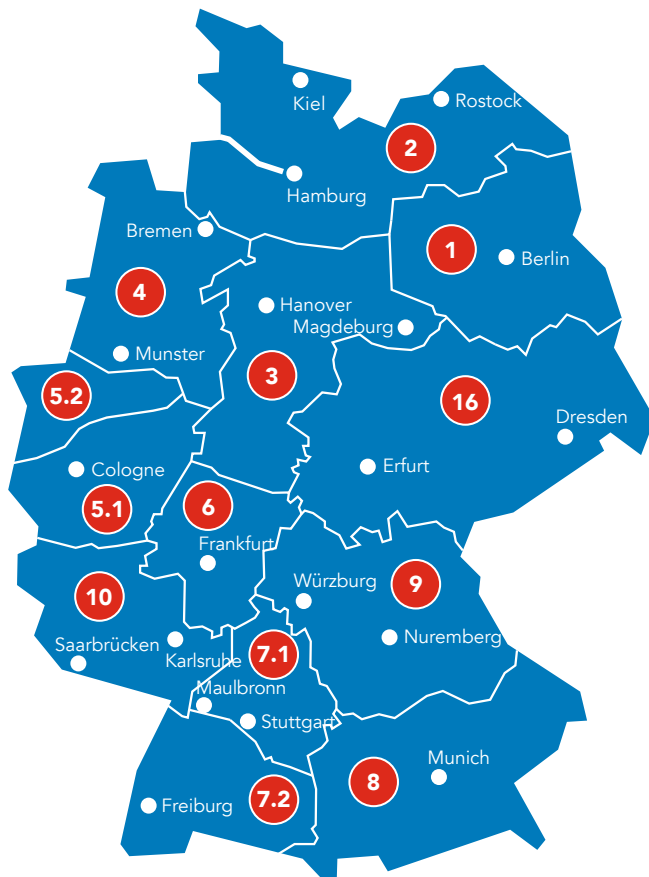 Kiel
Rostock
2
Hamburg
Bremen
1
Berlin
4
Hanover
Magdeburg
Munster
3
5.2
16
Dresden
Cologne
Erfurt
5.1
6
Frankfurt
10
Würzburg
9
Saarbrücken
Karlsruhe
7.1
Nuremberg
Maulbronn
Stuttgart
Munich
8
Freiburg
7.2